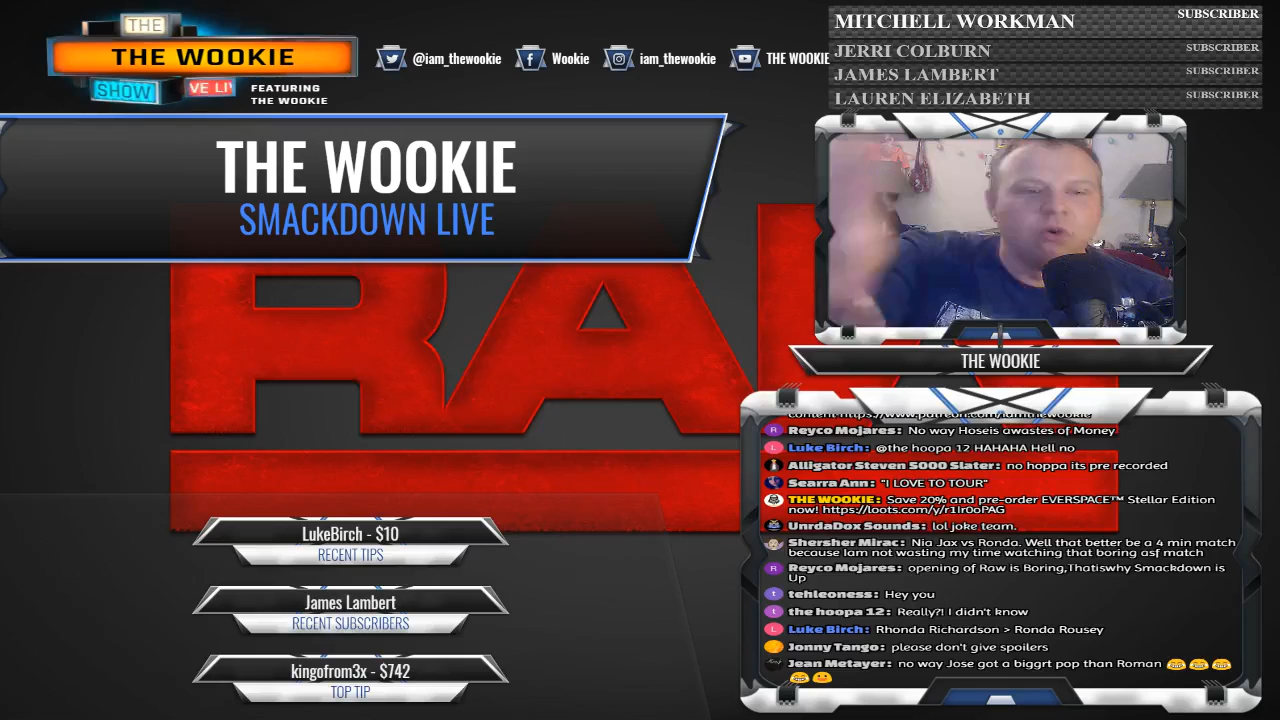 THE
THE WOOKIE
SHOW
VE LIV
FEATURING
THE WOOKIE
@iam_thewookie
Wookie
iam_thewookie
THE WOOKIE
MITCHELL WORKMAN SUBSCRIBER
JERRI COLBURN SUBSCRIBER
JAMES LAMBERT SUBSCRIBER
LAUREN ELIZABETH SUBSCRIBER
THE WOOKIE
SMACKDOWN LIVE
RA
THE WOOKIE
content https://www.patreon.com/iamthewookie
Reyco Mojares: No way Hoseis awastes of Money
Luke Birch: @the hoopa 12 HAHAHA Hell no
Alligator Steven 5000 Slater: no hoppa its pre recorded
Searra Ann: "I LOVE TO TOUR"
THE WOOKIE: Save 20% and pre-order EVERSPACE™ Stellar Edition
now! https://loots.com/y/r1Ir0oPAG
UnrdaDox Sounds: lol joke team.
Shersher Mirac: Nia Jax vs Ronda. Well that better be a 4 min match
because Iam not wasting my time watching that boring asf match
Reyco Mojares: opening of Raw is Boring,Thatiswhy Smackdown is
Up
tehleoness: Hey you
the hoopa 12: Really?! I didn't know
Luke Birch: Rhonda Richardson > Ronda Rousey
Jonny Tango: please don't give spoilers
Jean Metayer: no way Jose got a biggrt pop than Roman 😂😂😂
😂😛
LukeBirch - $10
RECENT TIPS
James Lambert
RECENT SUBSCRIBERS
kingofrom3x - $742
TOP TIP